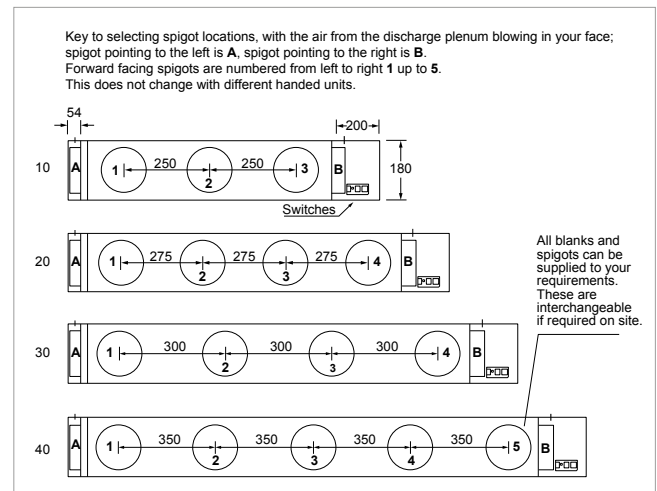 Key to selecting spigot locations, with the air from the discharge plenum blowing in your face;
spigot pointing to the left is A, spigot pointing to the right is B.
Forward facing spigots are numbered from left to right 1 up to 5.
This does not change with different handed units.
54
200
10
A
1
250
2
250
3
B
180
Switches
20
A
1
275
2
275
3
275
4
B
All blanks and
spigots can be
supplied to your
requirements.
These are
interchangeable
if required on site.
30
A
1
300
2
300
3
300
4
B
40
A
1
350
2
350
3
350
4
350
5
B